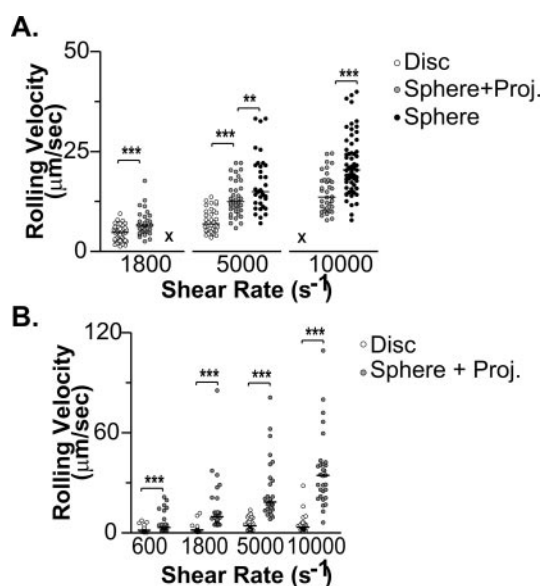 A.
50
25
0
Rolling Velocity
(μm/sec)
***
***
**
***
x
x
Disc
Sphere+Proj.
Sphere
1800
5000
10000
Shear Rate (s-1)
B.
120
60
0
Rolling Velocity
(μm/sec)
***
***
***
***
Disc
Sphere + Proj.
600
1800
5000
10000
Shear Rate (s-1)